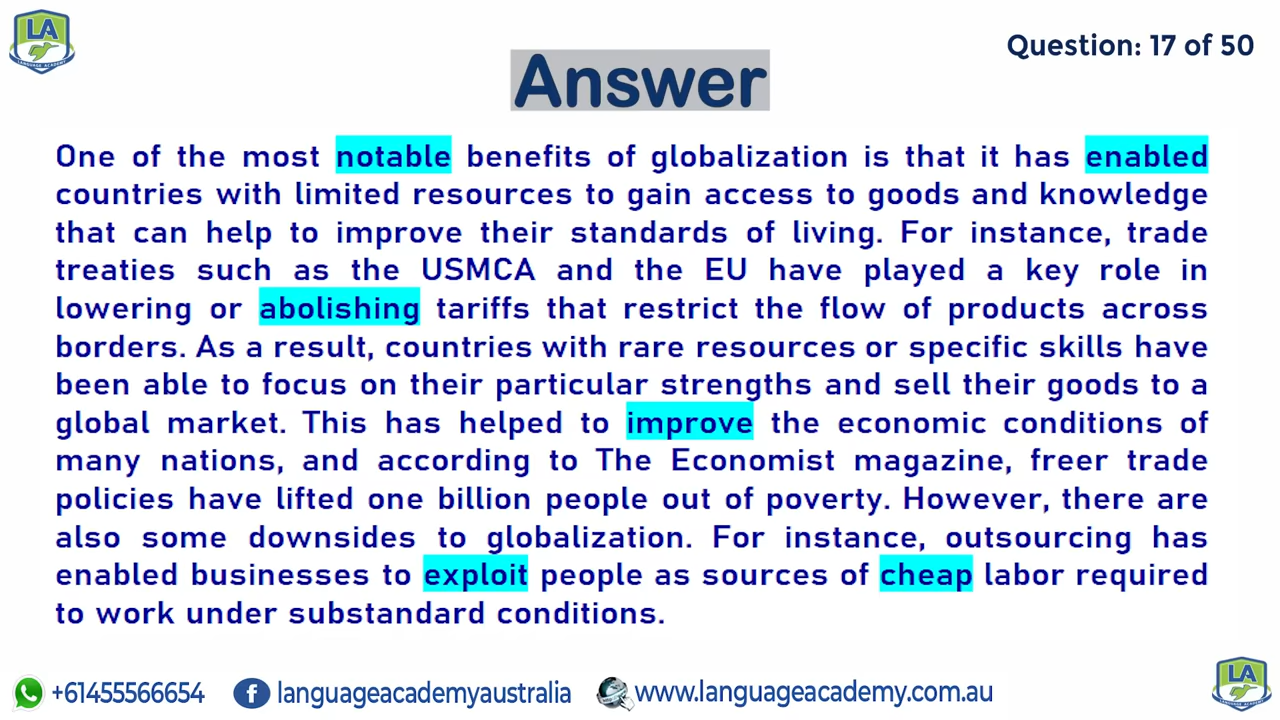 LA
LANGUAGE ACADEMY
Question: 17 of 50
Answer
One of the most notable benefits of globalization is that it has enabled
countries with limited resources to gain access to goods and knowledge
that can help to improve their standards of living. For instance, trade
treaties such as the USMCA and the EU have played a key role in
lowering or abolishing tariffs that restrict the flow of products across
borders. As a result, countries with rare resources or specific skills have
been able to focus on their particular strengths and sell their goods to a
global market. This has helped to improve the economic conditions of
many nations, and according to The Economist magazine, freer trade
policies have lifted one billion people out of poverty. However, there are
also some downsides to globalization. For instance, outsourcing has
enabled businesses to exploit people as sources of cheap labor required
to work under substandard conditions.
+61455566654 languageacademyaustralia www.languageacademy.com.au
LA
LANGUAGE ACADEMY